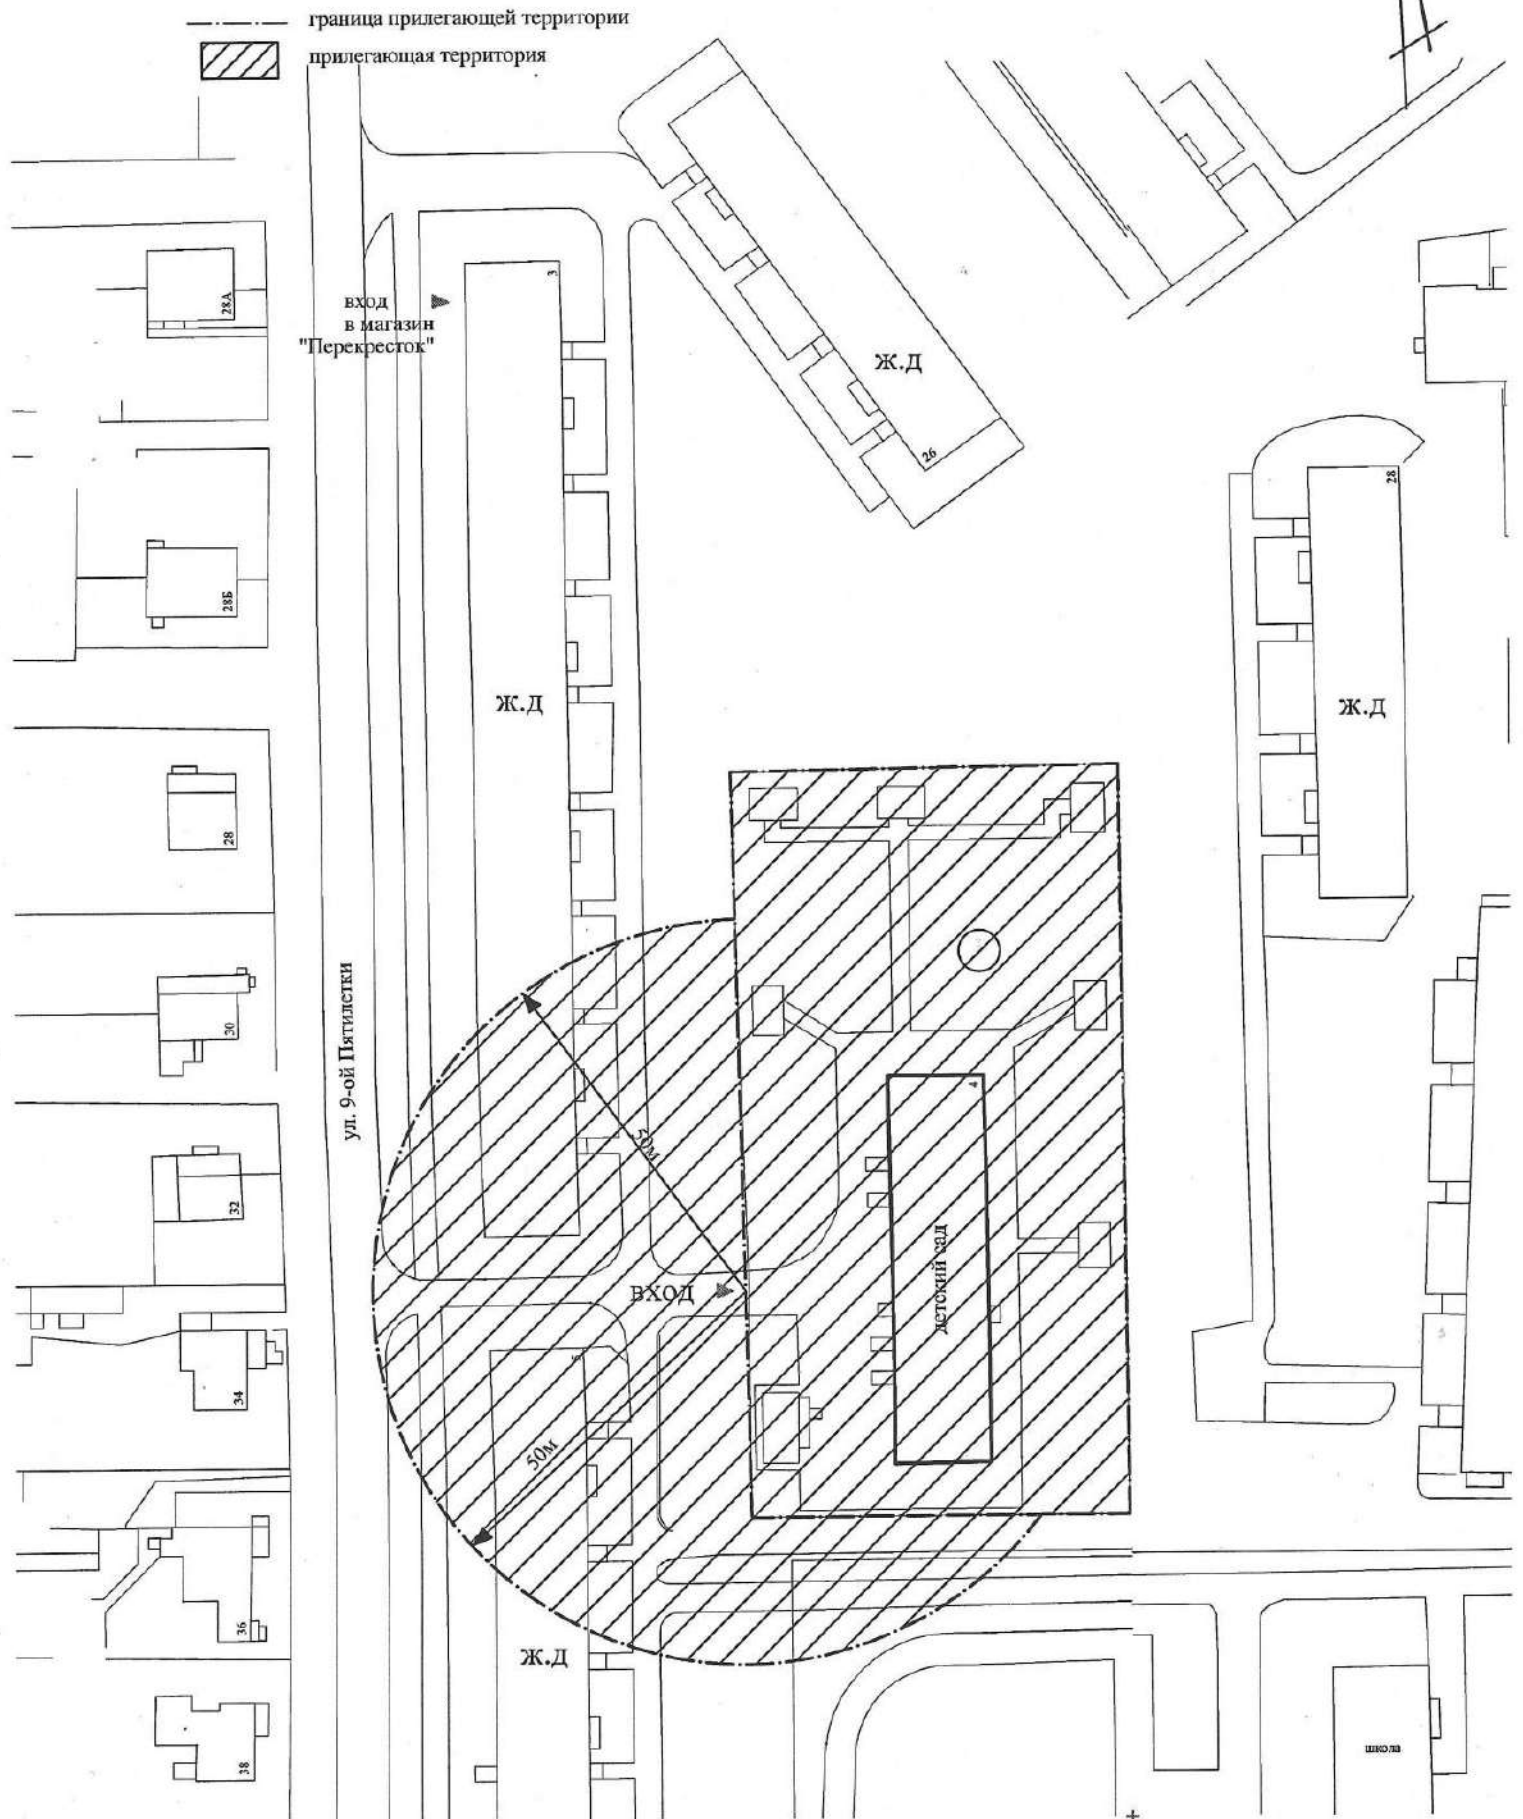 граница прилегающей территории
прилегающая территория
3
28А
вход
в магазин
"Перекресток"
ж.д
26
28
28Б
ж.д
ж.д
28
ул. 9-ой Пятилетки
30
50м
4
32
детский сад
вход
5
34
50м
36
ж.д
38
школа